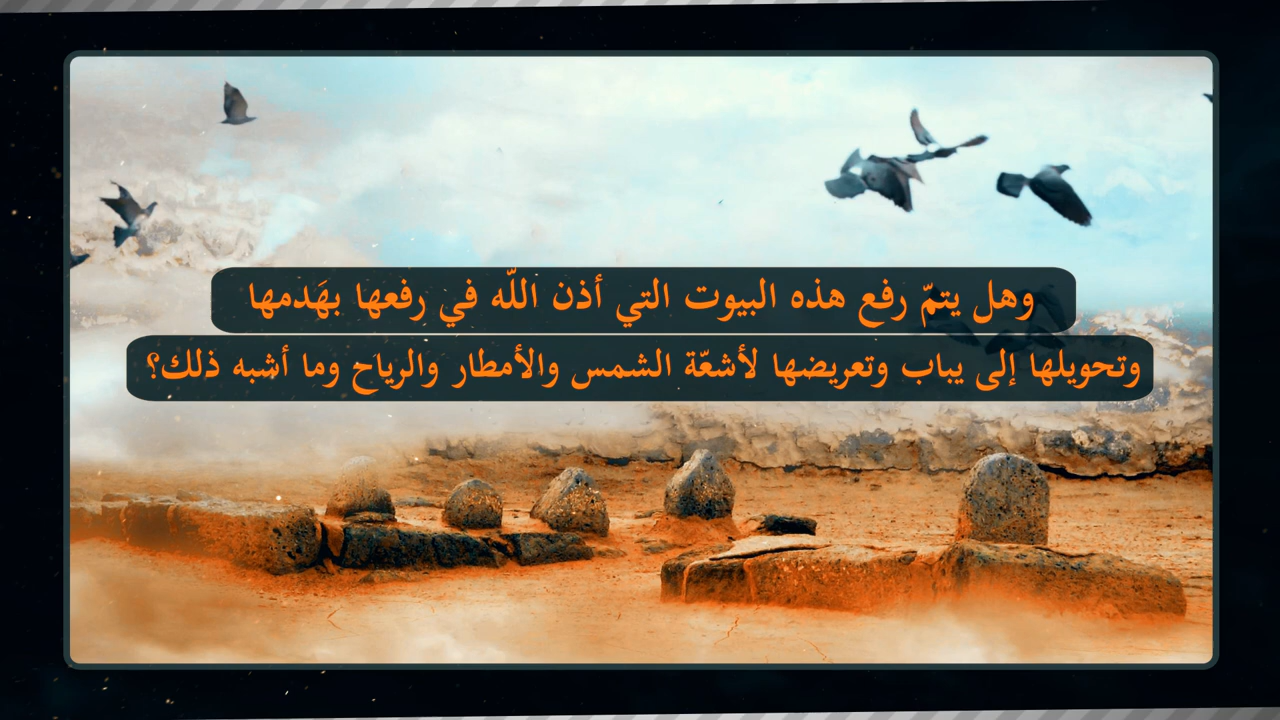 وهل يتمّ رفع هذه البيوت التي أذن اللّه في رفعها بهَدمها
وتحويلها إلى يباب وتعريضها لأشعّة الشمس والأمطار والرياح وما أشبه ذلك؟